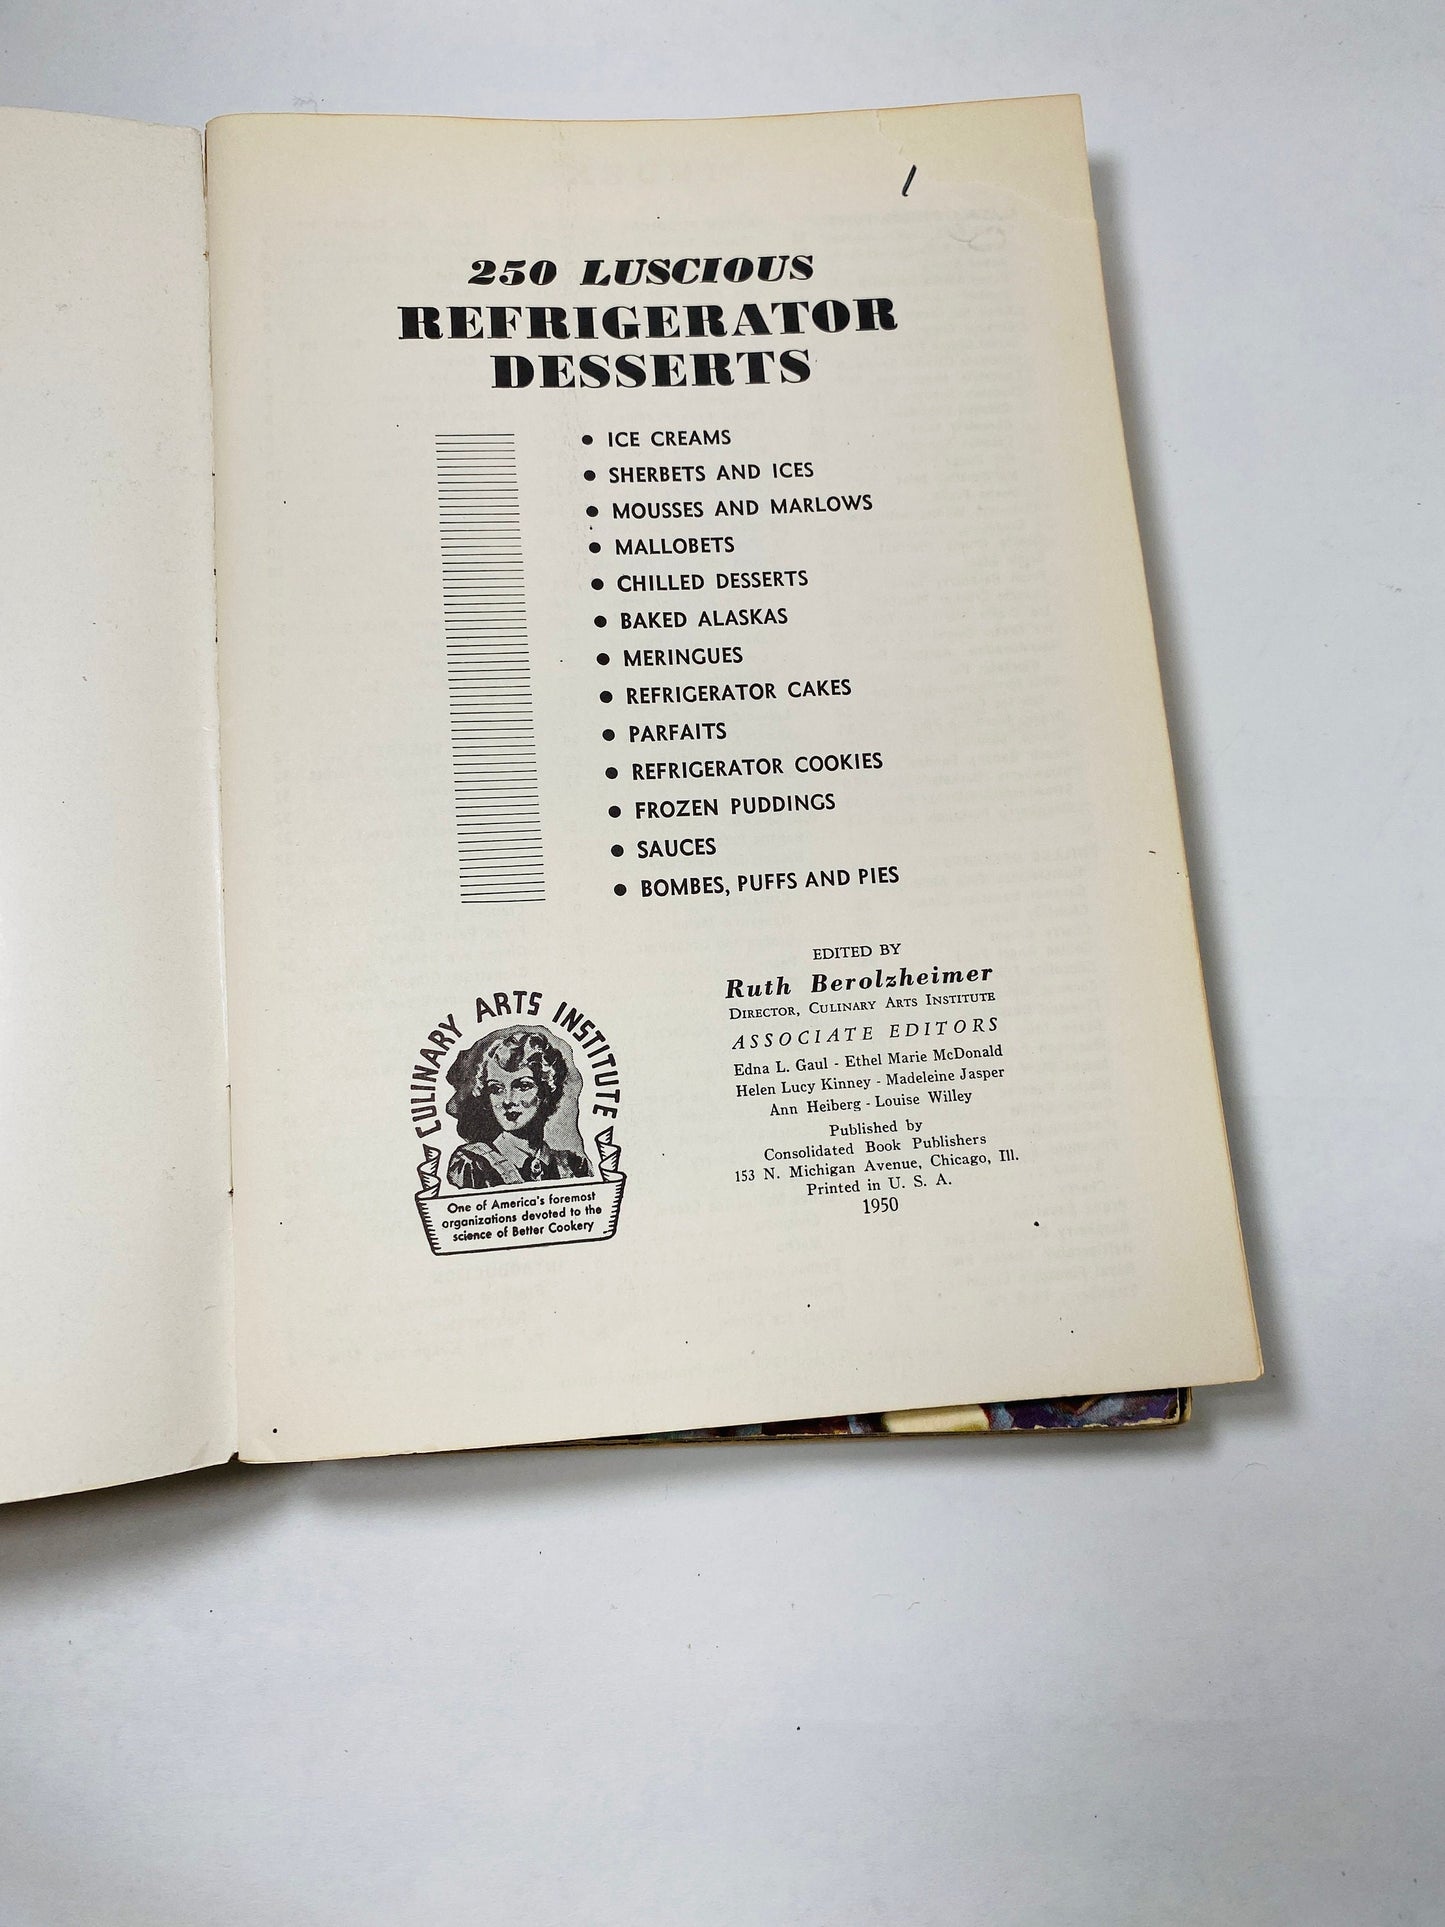 250 LUSCIOUS
REFRIGERATOR
DESSERTS
● ICE CREAMS
● SHERBETS AND ICES
● MOUSSES AND MARLOWS
● MALLOBETS
● CHILLED DESSERTS
● BAKED ALASKAS
● MERINGUES
● REFRIGERATOR CAKES
● PARFAITS
● REFRIGERATOR COOKIES
● FROZEN PUDDINGS
● SAUCES
● BOMBES, PUFFS AND PIES
EDITED BY
Ruth Berolzheimer
DIRECTOR, CULINARY ARTS INSTITUTE
ASSOCIATE EDITORS
Edna L. Gaul - Ethel Marie McDonald
Helen Lucy Kinney - Madeleine Jasper
Ann Heiberg - Louise Willey
Published by
Consolidated Book Publishers
153 N. Michigan Avenue, Chicago, Ill.
Printed in U. S. A.
1950
CULINARY ARTS INSTITUTE
One of America's foremost
organizations devoted to the
science of Better Cookery